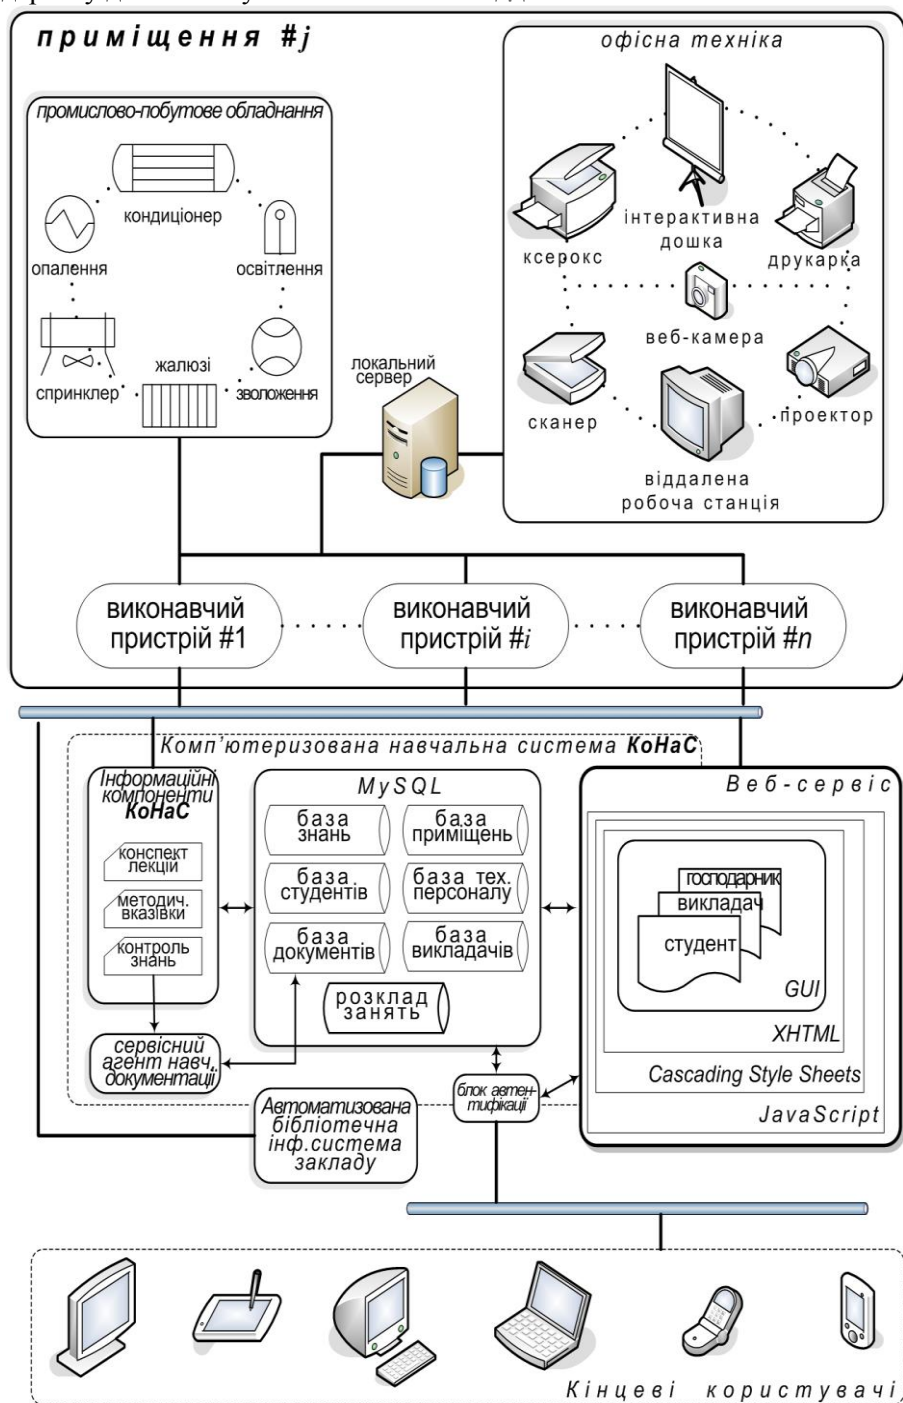 приміщення #j
офісна техніка
промислово-побутове обладнання
кондиціонер
опалення
освітлення
спринклер
жалюзі
зволоження
ксерокс
інтерактивна
дошка
друкарка
веб-камера
сканер
проектор
віддалена
робоча станція
локальний
сервер
виконавчий
пристрій #1
виконавчий
пристрій #i
виконавчий
пристрій #n
Комп’ютеризована навчальна система КоНаС
Інформаційні
компоненти
КоНаС
конспект
лекцій
методич.
вказівки
контроль
знань
сервісний
агент навч.
документації
MySQL
база
знань
база
приміщень
база
студентів
база тех.
персоналу
база
документів
база
викладачів
розклад
занять
Веб-сервіс
господарник
викладач
студент
GUI
XHTML
Cascading Style Sheets
JavaScript
блок автен-
тифікації
Автоматизована
бібліотечна
інф.система
закладу
Кінцеві користувачі